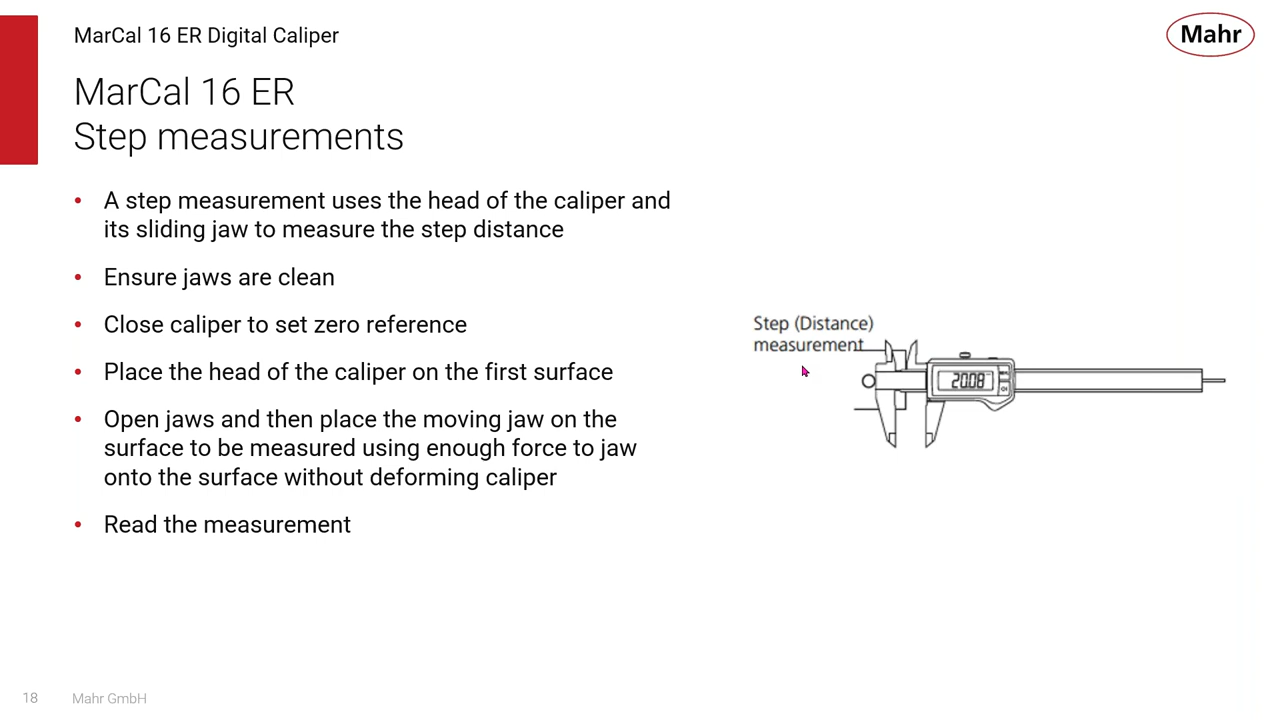 MarCal 16 ER Digital Caliper
Mahr
MarCal 16 ER
Step measurements
• A step measurement uses the head of the caliper and
its sliding jaw to measure the step distance
• Ensure jaws are clean
• Close caliper to set zero reference
• Place the head of the caliper on the first surface
• Open jaws and then place the moving jaw on the
surface to be measured using enough force to jaw
onto the surface without deforming caliper
• Read the measurement
Step (Distance)
measurement
20.08
18
Mahr GmbH